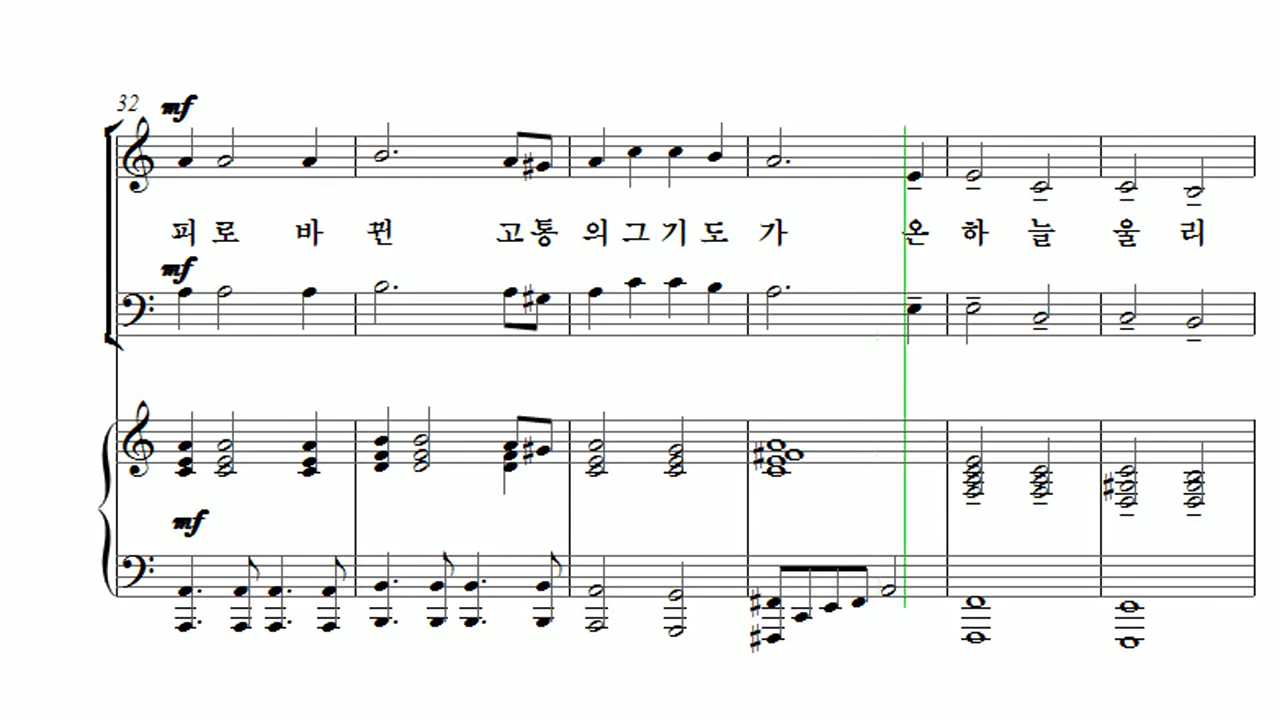 32
mf
피 로 바 뀐 고 통 의 그 기 도 가 온 하 늘 울 리
mf
mf